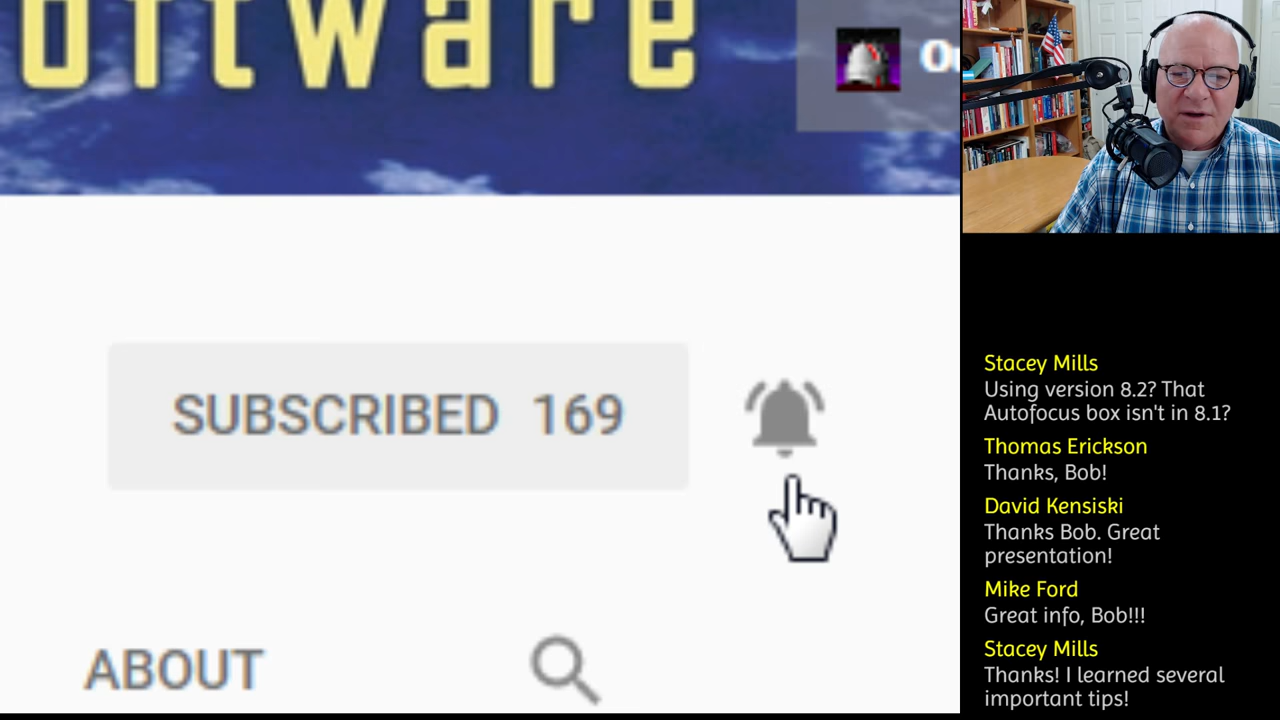 oftware
SUBSCRIBED 169
ABOUT
Stacey Mills
Using version 8.2? That
Autofocus box isn't in 8.1?
Thomas Erickson
Thanks, Bob!
David Kensiski
Thanks Bob. Great
presentation!
Mike Ford
Great info, Bob!!!
Stacey Mills
Thanks! I learned several
important tips!